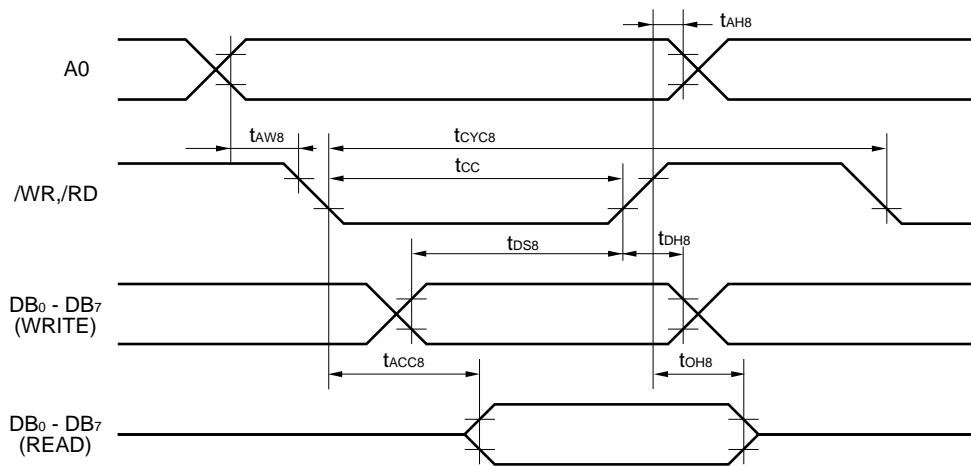 tAH8
A0
tAW8
tCYC8
tCC
/WR,/RD
tDS8
tDH8
DB0 - DB7
(WRITE)
tACC8
tOH8
DB0 - DB7
(READ)